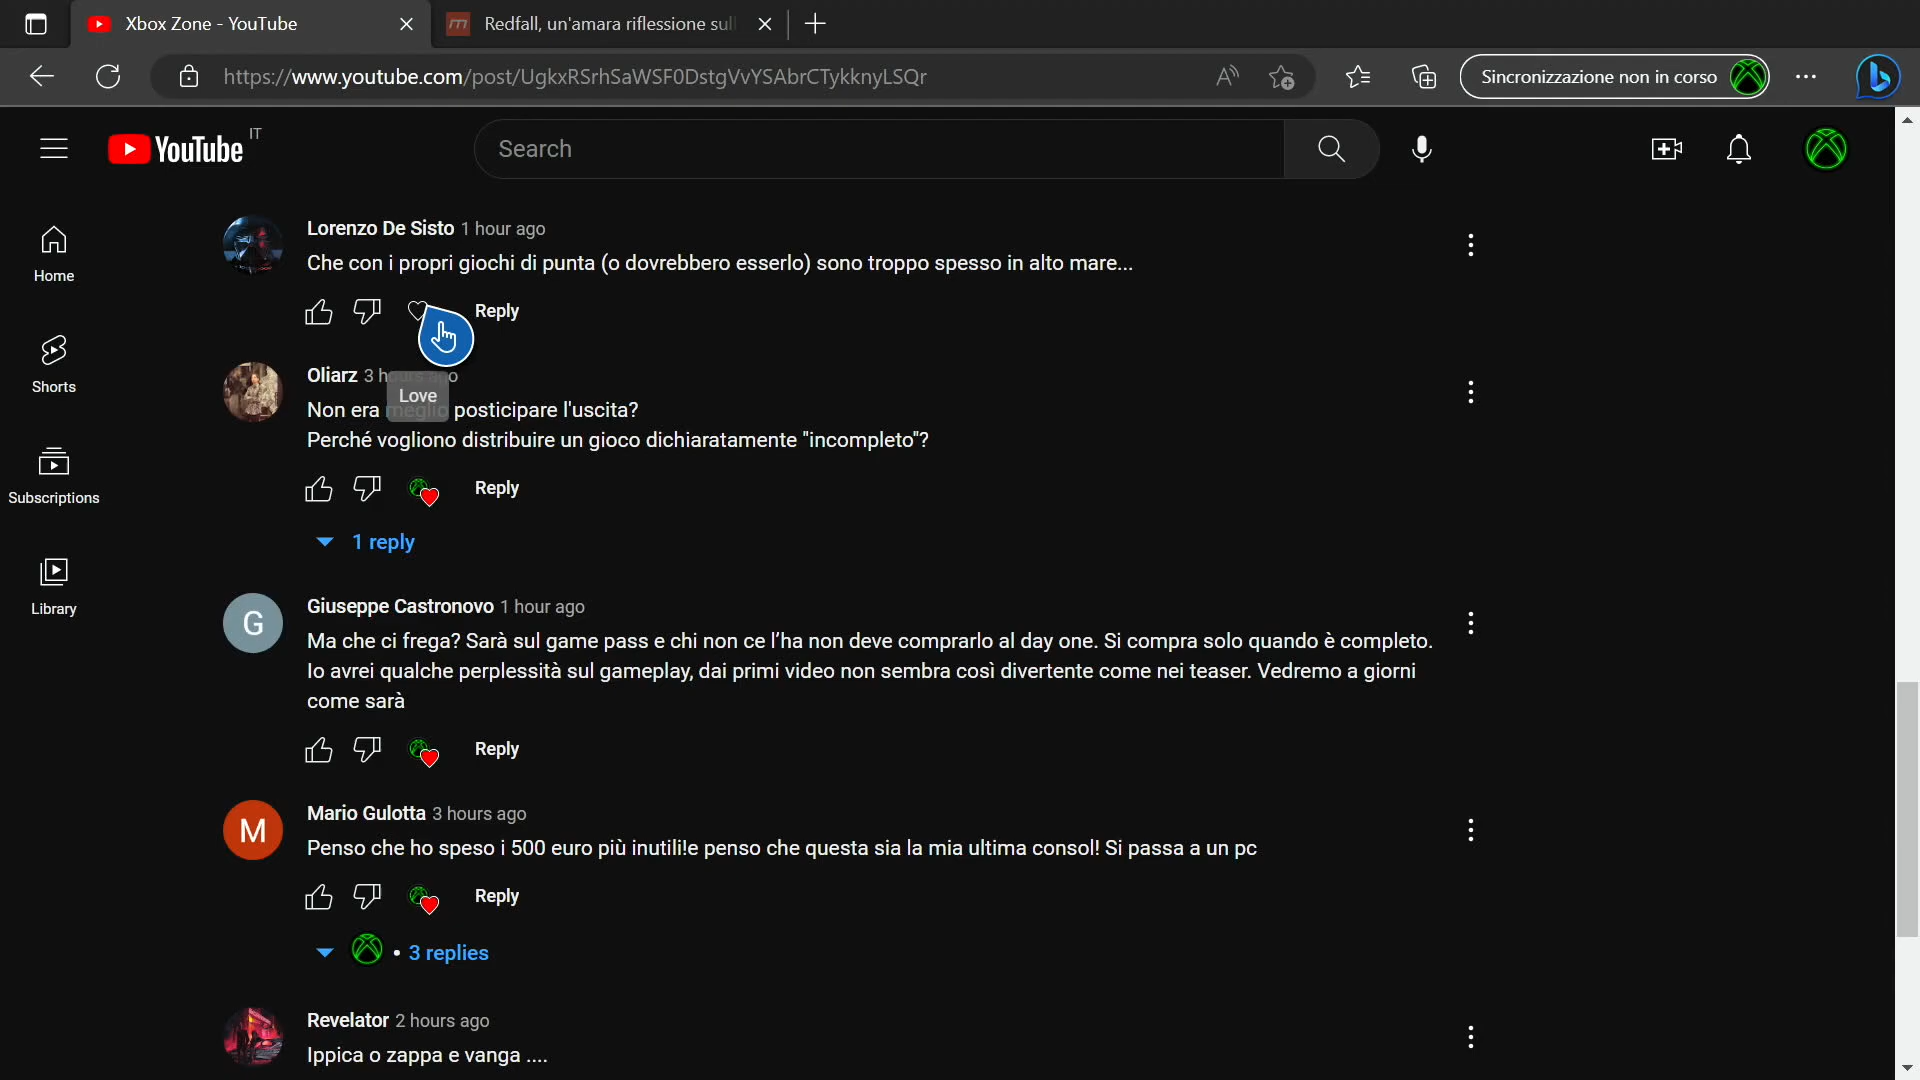 Xbox Zone - YouTube
Redfall, un'amara riflessione sul
https://www.youtube.com/post/UgkxRSrhSaWSF0DstgVvYSAbrCTykknyLSQr
Sincronizzazione non in corso
YouTube IT
Search
Home
Shorts
Subscriptions
Library
Lorenzo De Sisto 1 hour ago
Che con i propri giochi di punta (o dovrebbero esserlo) sono troppo spesso in alto mare...
Reply
Love
Oliarz 3 hours ago
Non era meglio posticipare l'uscita?
Perché vogliono distribuire un gioco dichiaratamente "incompleto"?
Reply
1 reply
G
Giuseppe Castronovo 1 hour ago
Ma che ci frega? Sarà sul game pass e chi non ce l’ha non deve comprarlo al day one. Si compra solo quando è completo.
Io avrei qualche perplessità sul gameplay, dai primi video non sembra così divertente come nei teaser. Vedremo a giorni
come sarà
Reply
M
Mario Gulotta 3 hours ago
Penso che ho speso i 500 euro più inutili!e penso che questa sia la mia ultima consol! Si passa a un pc
Reply
• 3 replies
Revelator 2 hours ago
Ippica o zappa e vanga ....